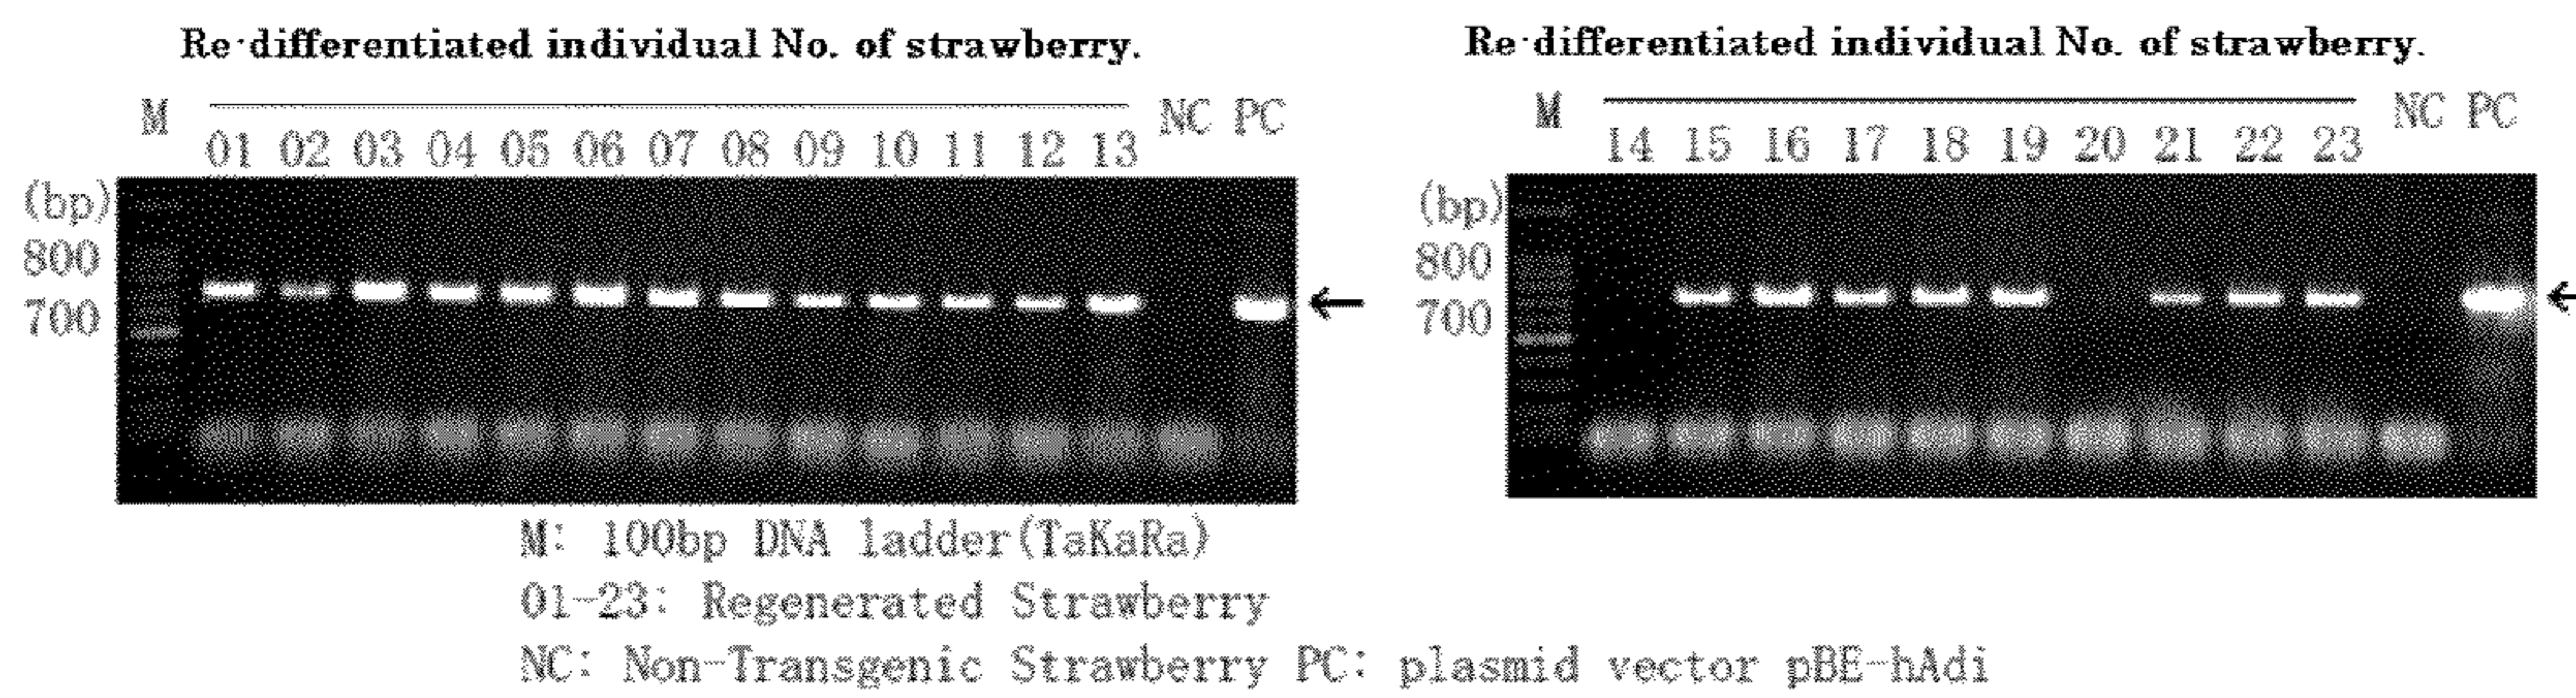 Re-differentiated individual No. of strawberry.
M 01 02 03 04 05 06 07 08 09 10 11 12 13 NC PC
(bp)
800
700
Re-differentiated individual No. of strawberry.
M 14 15 16 17 18 19 20 21 22 23 NC PC
(bp)
800
700
M: 100bp DNA ladder(TaKaRa)
01-23: Regenerated Strawberry
NC: Non-Transgenic Strawberry PC: plasmid vector pBE-hAdi